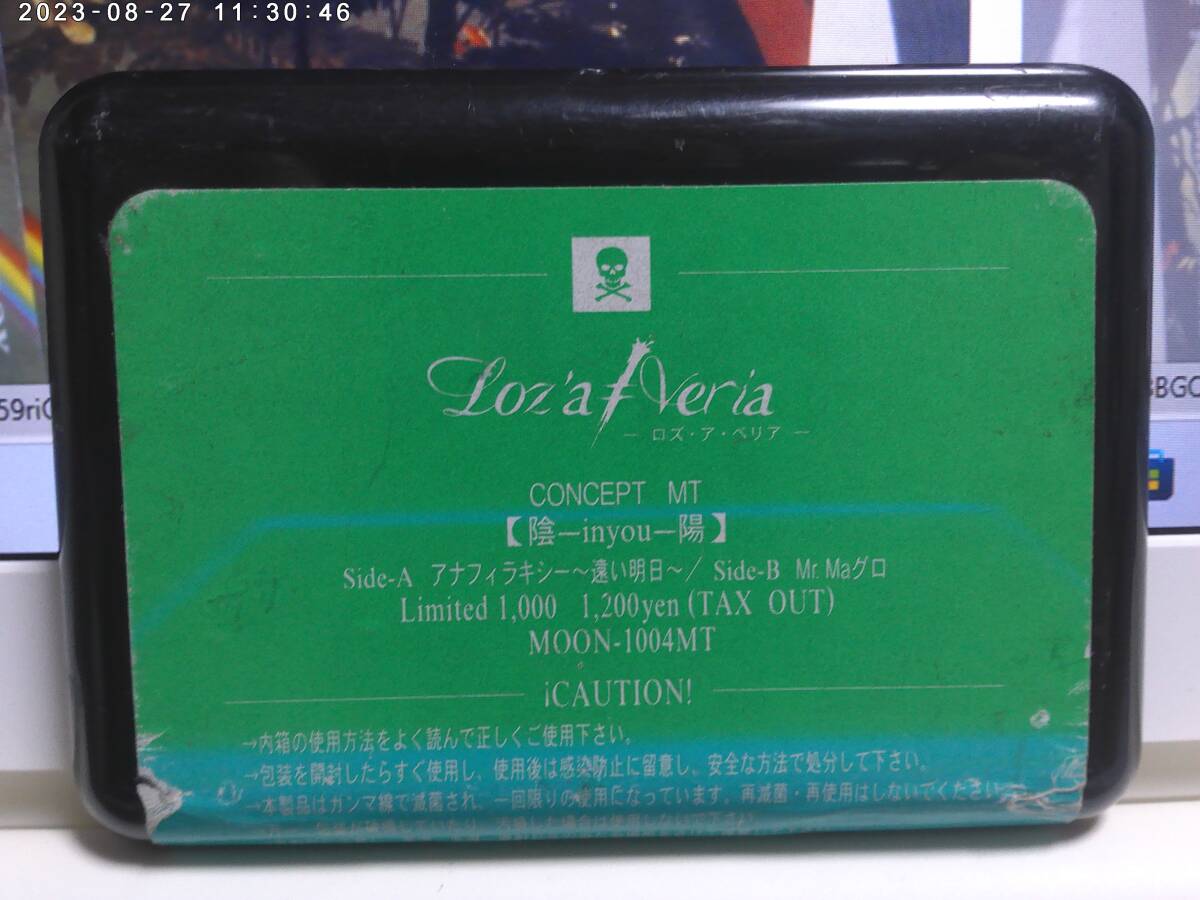 2023-08-27 11:30:46
59ri
BBGC
Loz'a Veria
― ロズ・ア・ベリア ―
CONCEPT MT
【陰―inyou―陽】
Side-A アナフィラキシー～遠い明日～/ Side-B Mr. Maグロ
Limited 1,000 1,200yen (TAX OUT)
MOON-1004MT
¡CAUTION!
→内箱の使用方法をよく読んで正しくご使用下さい。
→包装を開封したらすぐ使用し、使用後は感染防止に留意し、安全な方法で処分して下さい。
→本製品はガンマ線で滅菌され、一回限りの使用になっています。再滅菌・再使用はしないでください